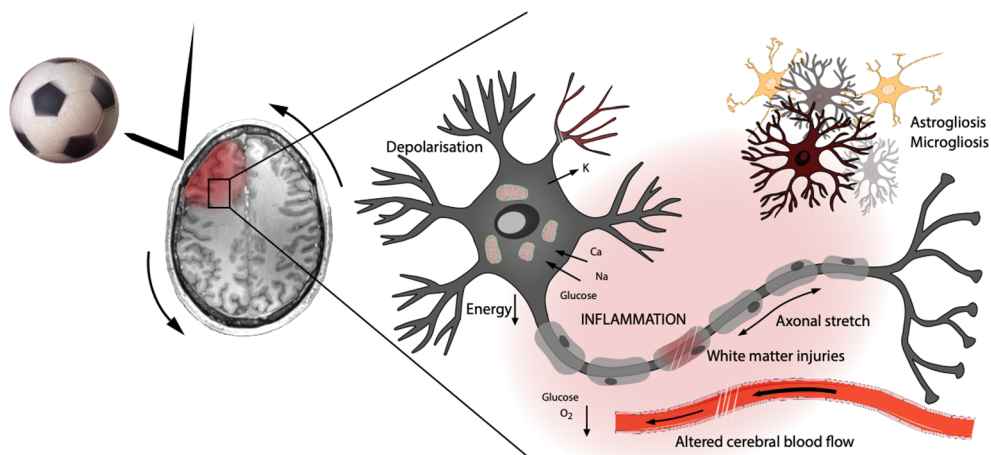 Depolarisation
K
Astrogliosis
Microgliosis
Ca
Na
Glucose
Energy
INFLAMMATION
Axonal stretch
White matter injuries
Glucose
O2
Altered cerebral blood flow